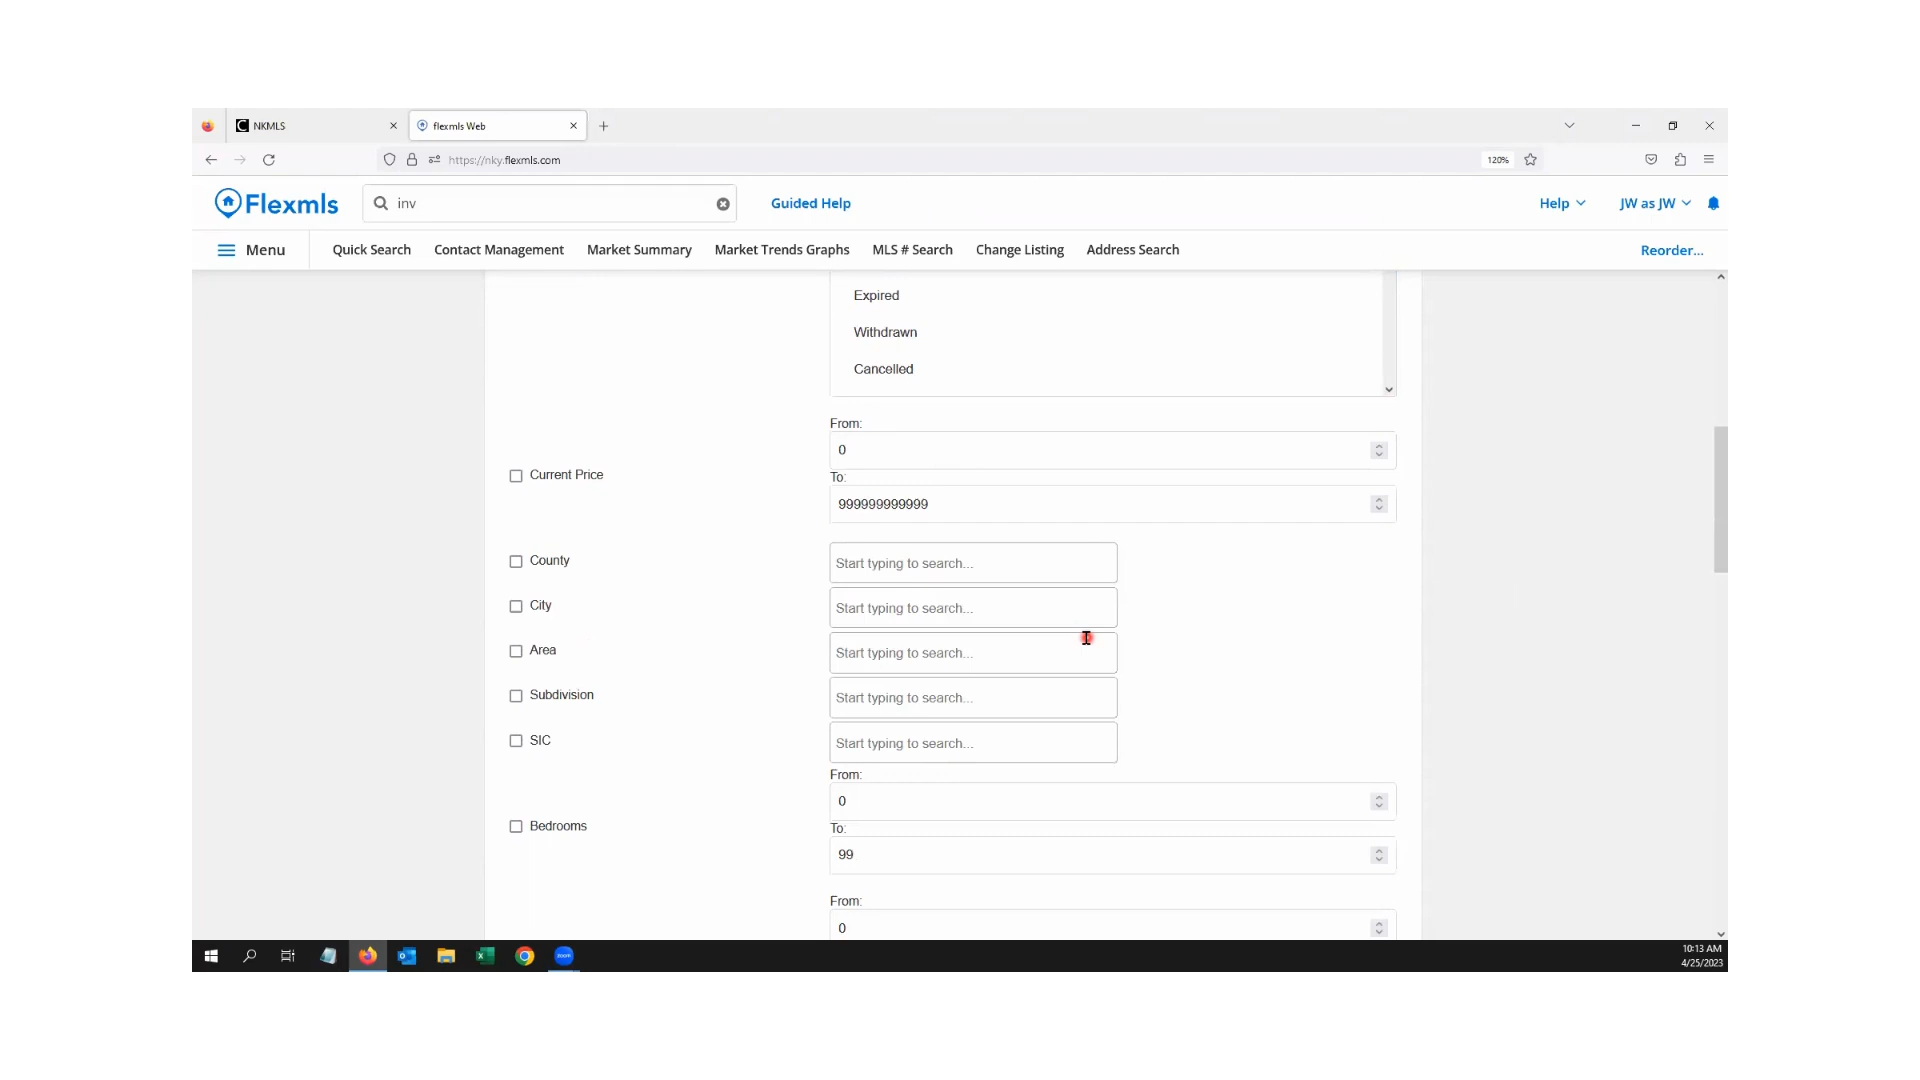 NKMLS
flexmls Web
https://nky.flexmls.com
120%
Flexmls
inv
Guided Help
Help
JW as JW
Menu
Quick Search
Contact Management
Market Summary
Market Trends Graphs
MLS # Search
Change Listing
Address Search
Reorder...
Expired
Withdrawn
Cancelled
From:
0
Current Price
To:
999999999999
County
Start typing to search...
City
Start typing to search...
Area
Start typing to search...
Subdivision
Start typing to search...
SIC
Start typing to search...
From:
0
Bedrooms
To:
99
From:
0
zoom
10:13 AM
4/25/2023